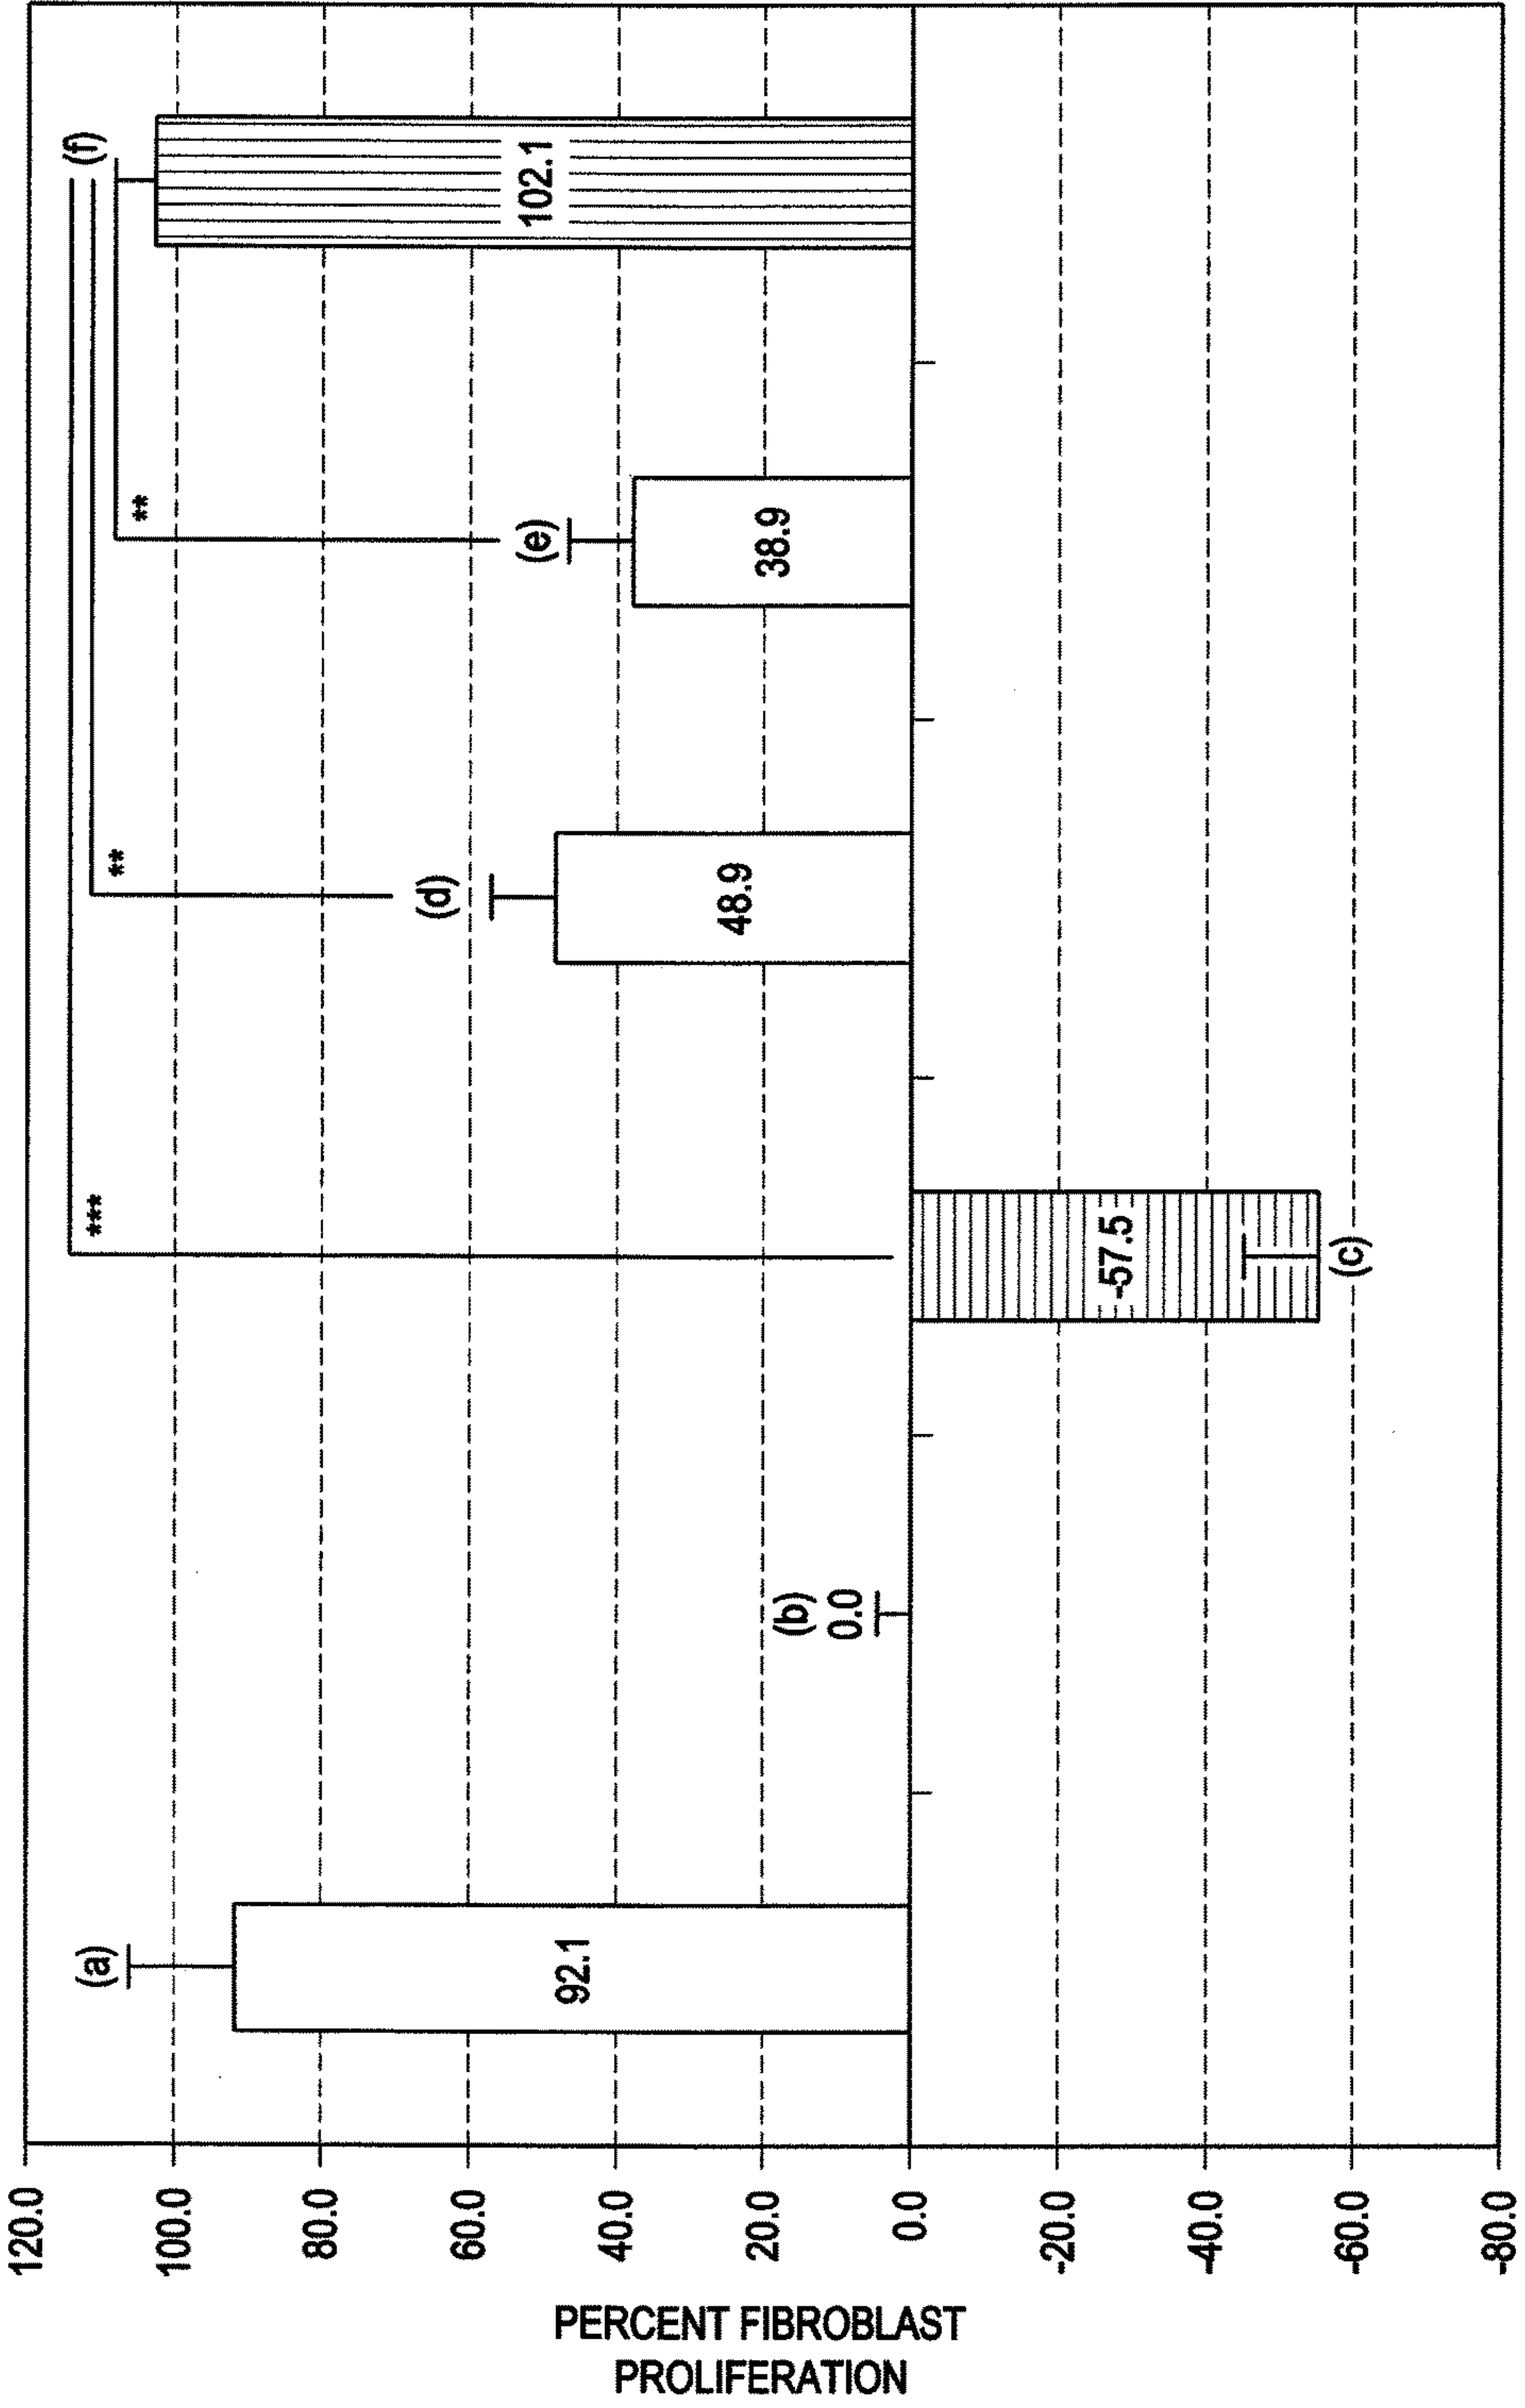 PERCENT FIBROBLAST
PROLIFERATION
120.0
100.0
80.0
60.0
40.0
20.0
0.0
-20.0
-40.0
-60.0
-80.0
(a)
92.1
(b)
0.0
***
-57.5
(c)
**
(d)
48.9
**
(e)
38.9
(f)
102.1